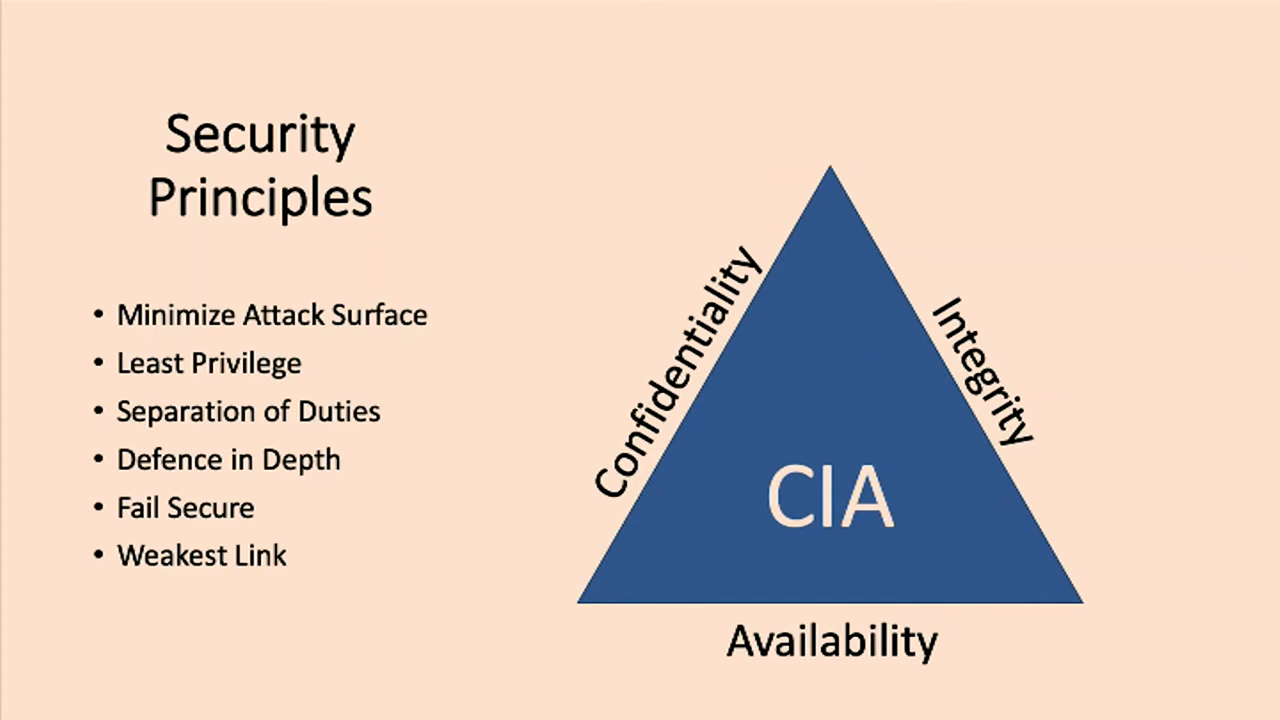 Security
Principles
• Minimize Attack Surface
• Least Privilege
• Separation of Duties
• Defence in Depth
• Fail Secure
• Weakest Link
Confidentiality
Integrity
CIA
Availability